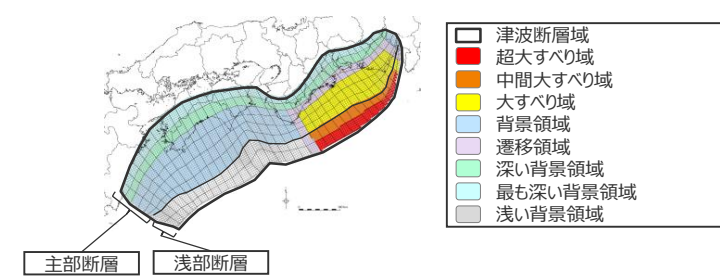 津波断層域
超大すべり域
中間大すべり域
大すべり域
背景領域
遷移領域
深い背景領域
最も深い背景領域
浅い背景領域
主部断層
浅部断層